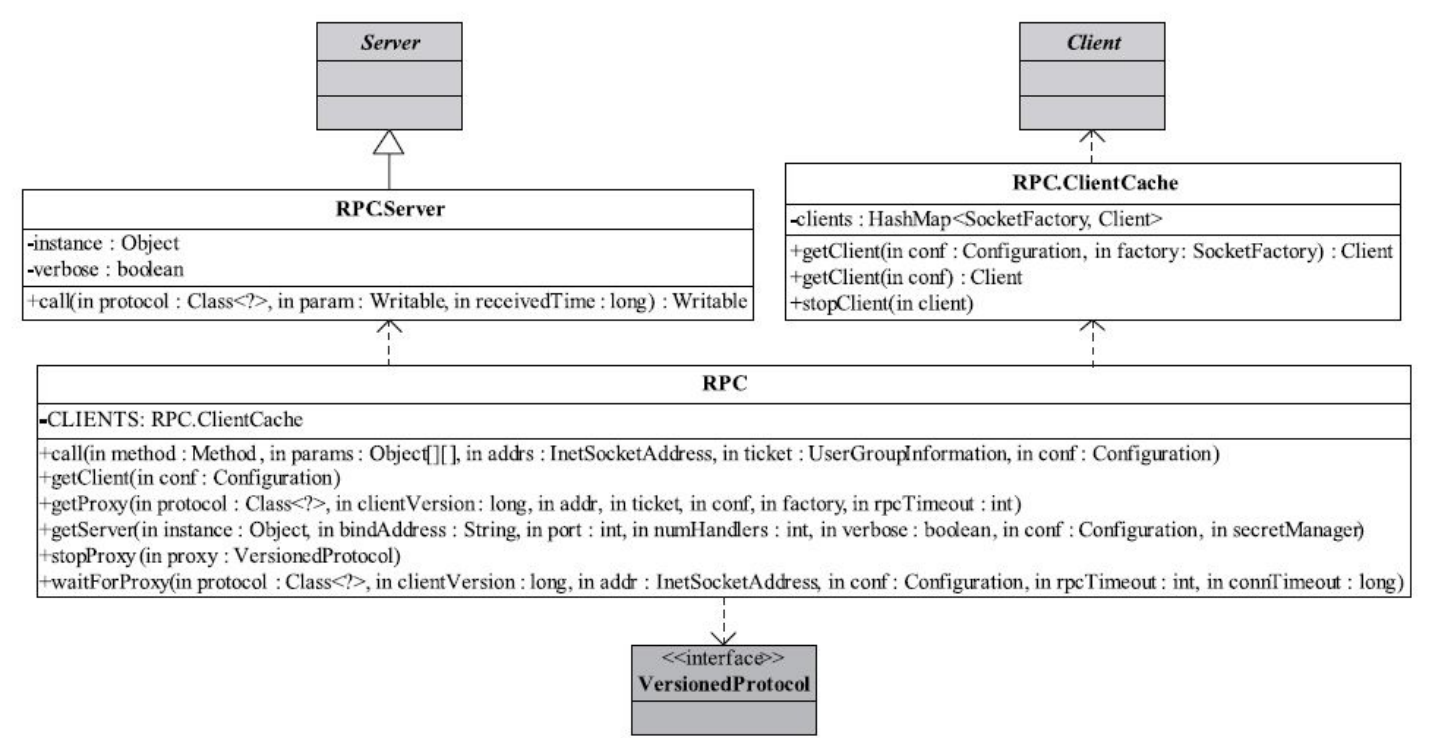 Server
Client
RPC.Server
-instance : Object
-verbose : boolean
+call(in protocol : Class<?>, in param : Writable, in receivedTime : long) : Writable
RPC.ClientCache
-clients : HashMap<SocketFactory, Client>
+getClient(in conf : Configuration, in factory: SocketFactory) : Client
+getClient(in conf) : Client
+stopClient(in client)
RPC
-CLIENTS: RPC.ClientCache
+call(in method : Method, in params : Object[][], in addrs : InetSocketAddress, in ticket : UserGroupInformation, in conf : Configuration)
+getClient(in conf : Configuration)
+getProxy(in protocol : Class<?>, in clientVersion : long, in addr, in ticket, in conf, in factory, in rpcTimeout : int)
+getServer(in instance : Object, in bindAddress : String, in port : int, in numHandlers : int, in verbose : boolean, in conf : Configuration, in secretManager)
+stopProxy(in proxy : VersionedProtocol)
+waitForProxy(in protocol : Class<?>, in clientVersion : long, in addr : InetSocketAddress, in conf : Configuration, in rpcTimeout : int, in connTimeout : long)
<<interface>>
VersionedProtocol